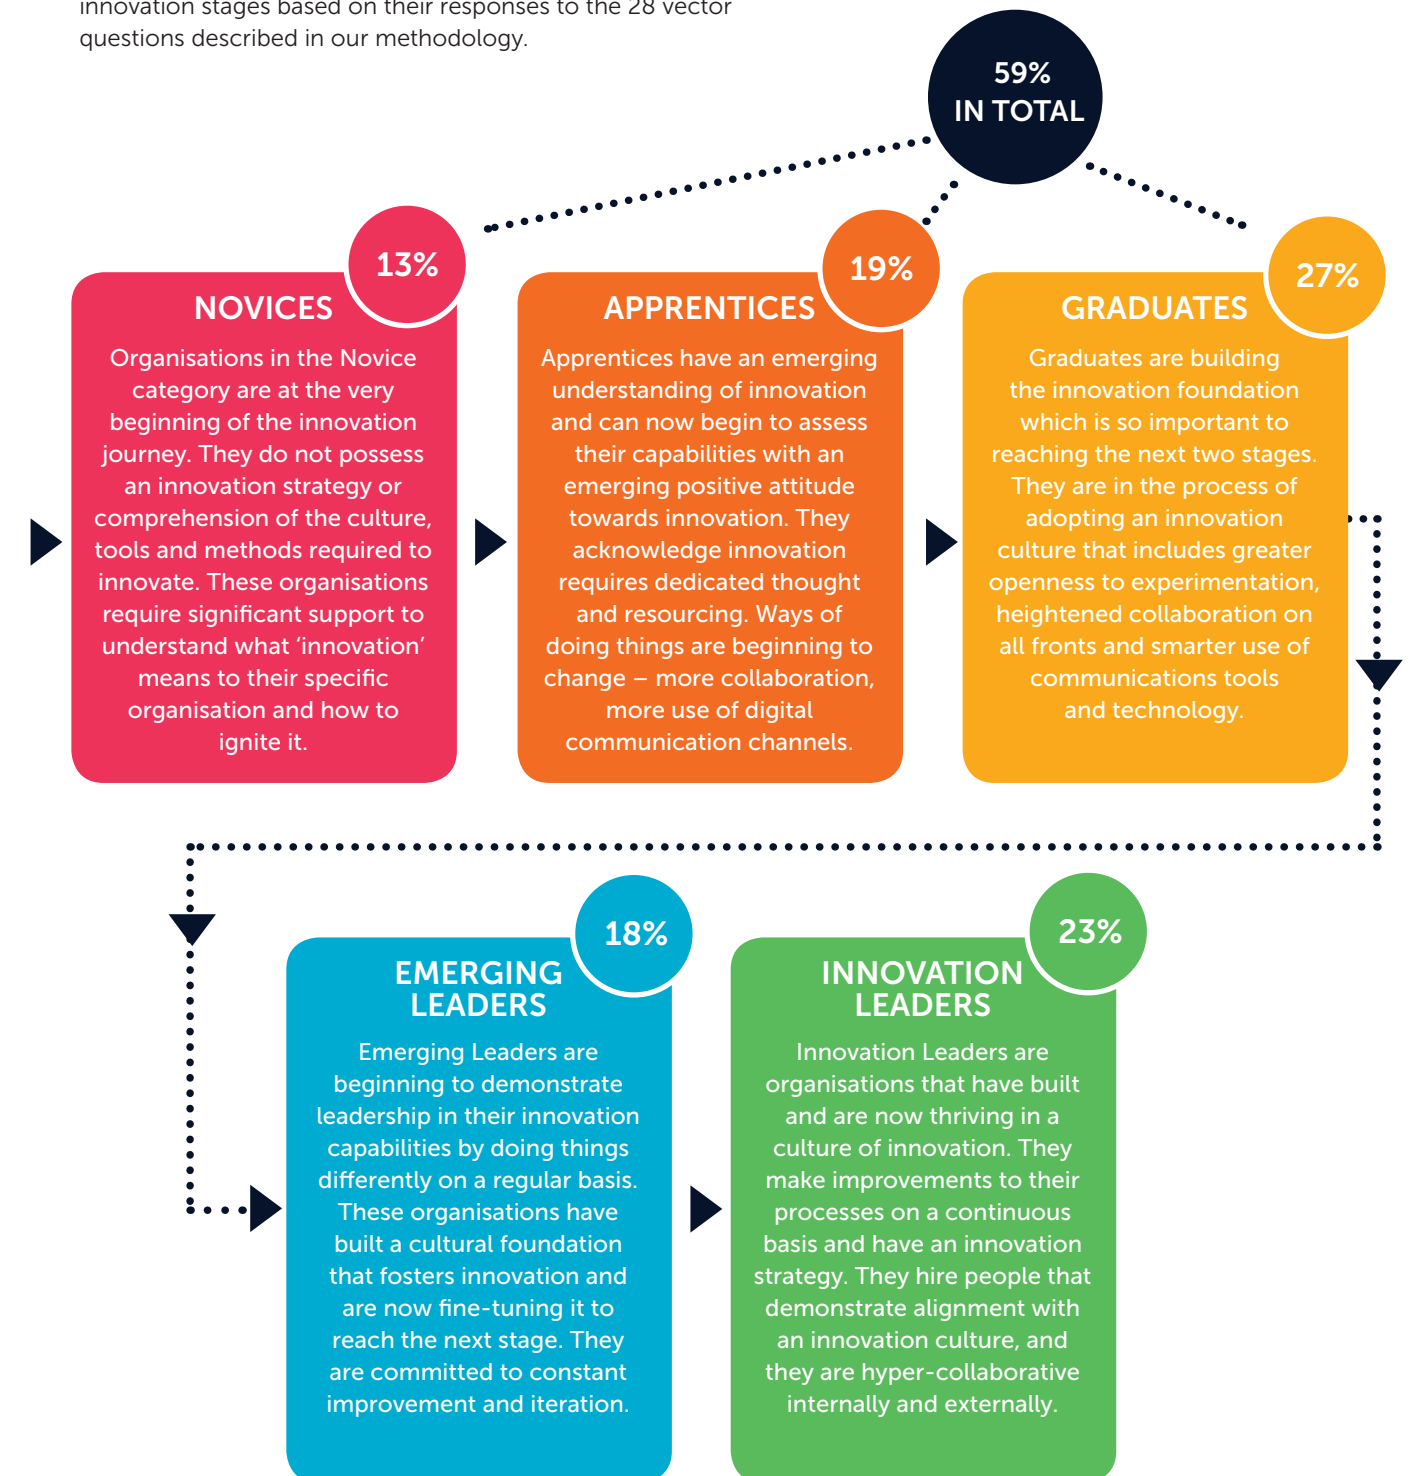 innovation stages based on their responses to the 28 vector
questions described in our methodology.
59%
IN TOTAL
13%
NOVICES
Organisations in the Novice
category are at the very
beginning of the innovation
journey. They do not possess
an innovation strategy or
comprehension of the culture,
tools and methods required to
innovate. These organisations
require significant support to
understand what ‘innovation’
means to their specific
organisation and how to
ignite it.
19%
APPRENTICES
Apprentices have an emerging
understanding of innovation
and can now begin to assess
their capabilities with an
emerging positive attitude
towards innovation. They
acknowledge innovation
requires dedicated thought
and resourcing. Ways of
doing things are beginning to
change – more collaboration,
more use of digital
communication channels.
27%
GRADUATES
Graduates are building
the innovation foundation
which is so important to
reaching the next two stages.
They are in the process of
adopting an innovation
culture that includes greater
openness to experimentation,
heightened collaboration on
all fronts and smarter use of
communications tools
and technology.
18%
EMERGING
LEADERS
Emerging Leaders are
beginning to demonstrate
leadership in their innovation
capabilities by doing things
differently on a regular basis.
These organisations have
built a cultural foundation
that fosters innovation and
are now fine-tuning it to
reach the next stage. They
are committed to constant
improvement and iteration.
23%
INNOVATION
LEADERS
Innovation Leaders are
organisations that have built
and are now thriving in a
culture of innovation. They
make improvements to their
processes on a continuous
basis and have an innovation
strategy. They hire people that
demonstrate alignment with
an innovation culture, and
they are hyper-collaborative
internally and externally.